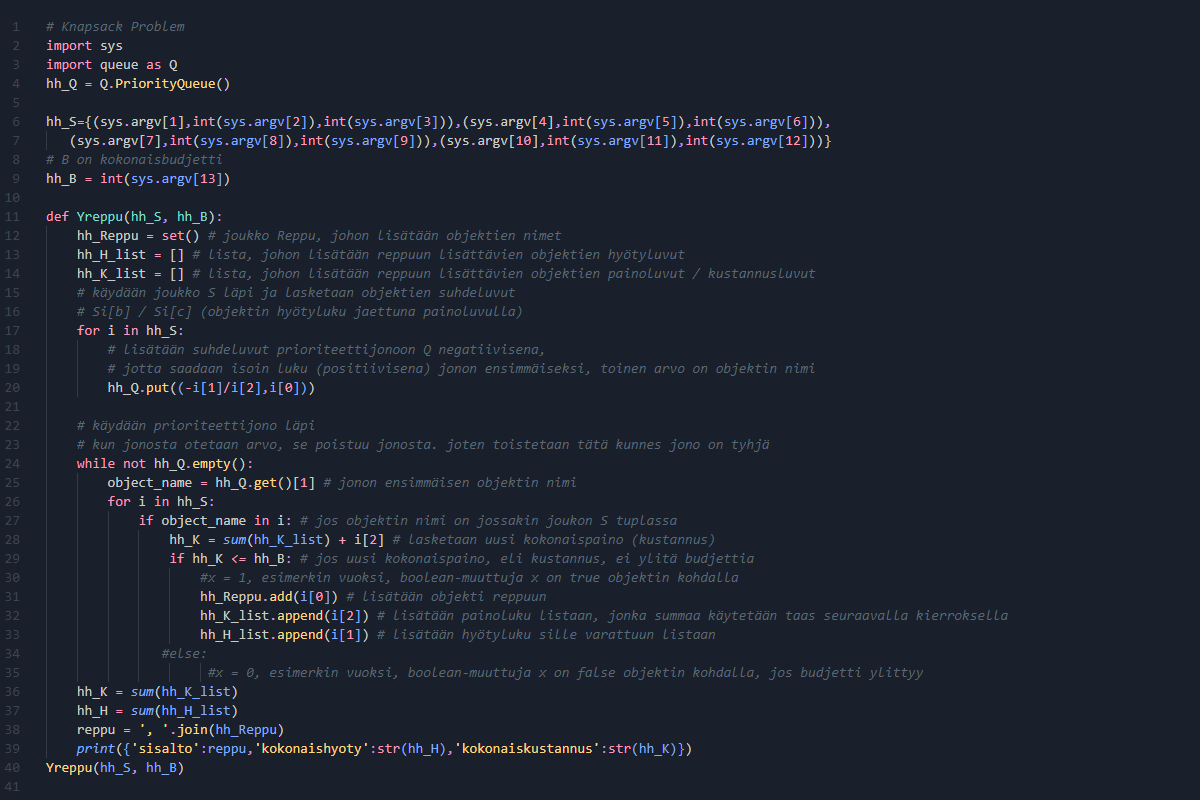 1 # Knapsack Problem
2 import sys
3 import queue as Q
4 hh_Q = Q.PriorityQueue()
5
6 hh_S={(sys.argv[1],int(sys.argv[2]),int(sys.argv[3])),(sys.argv[4],int(sys.argv[5]),int(sys.argv[6])),
7 (sys.argv[7],int(sys.argv[8]),int(sys.argv[9])),(sys.argv[10],int(sys.argv[11]),int(sys.argv[12]))}
8 # B on kokonaisbudjetti
9 hh_B = int(sys.argv[13])
10
11 def Yreppu(hh_S, hh_B):
12 hh_Reppu = set() # joukko Reppu, johon lisätään objektien nimet
13 hh_H_list = [] # lista, johon lisätään reppuun lisättävien objektien hyötyluvut
14 hh_K_list = [] # lista, johon lisätään reppuun lisättävien objektien painoluvut / kustannusluvut
15 # käydään joukko S läpi ja lasketaan objektien suhdeluvut
16 # Si[b] / Si[c] (objektin hyötyluku jaettuna painoluvulla)
17 for i in hh_S:
18 # lisätään suhdeluvut prioriteettijonoon Q negatiivisena,
19 # jotta saadaan isoin luku (positiivisena) jonon ensimmäiseksi, toinen arvo on objektin nimi
20 hh_Q.put((-i[1]/i[2],i[0]))
21
22 # käydään prioriteettijono läpi
23 # kun jonosta otetaan arvo, se poistuu jonosta. joten toistetaan tätä kunnes jono on tyhjä
24 while not hh_Q.empty():
25 object_name = hh_Q.get()[1] # jonon ensimmäisen objektin nimi
26 for i in hh_S:
27 if object_name in i: # jos objektin nimi on jossakin joukon S tuplassa
28 hh_K = sum(hh_K_list) + i[2] # lasketaan uusi kokonaispaino (kustannus)
29 if hh_K <= hh_B: # jos uusi kokonaispaino, eli kustannus, ei ylitä budjettia
30 #x = 1, esimerkin vuoksi, boolean-muuttuja x on true objektin kohdalla
31 hh_Reppu.add(i[0]) # lisätään objekti reppuun
32 hh_K_list.append(i[2]) # lisätään painoluku listaan, jonka summaa käytetään taas seuraavalla kierroksella
33 hh_H_list.append(i[1]) # lisätään hyötyluku sille varattuun listaan
34 #else:
35 #x = 0, esimerkin vuoksi, boolean-muuttuja x on false objektin kohdalla, jos budjetti ylittyy
36 hh_K = sum(hh_K_list)
37 hh_H = sum(hh_H_list)
38 reppu = ', '.join(hh_Reppu)
39 print({'sisalto':reppu,'kokonaishyoty':str(hh_H),'kokonaiskustannus':str(hh_K)})
40 Yreppu(hh_S, hh_B)
41